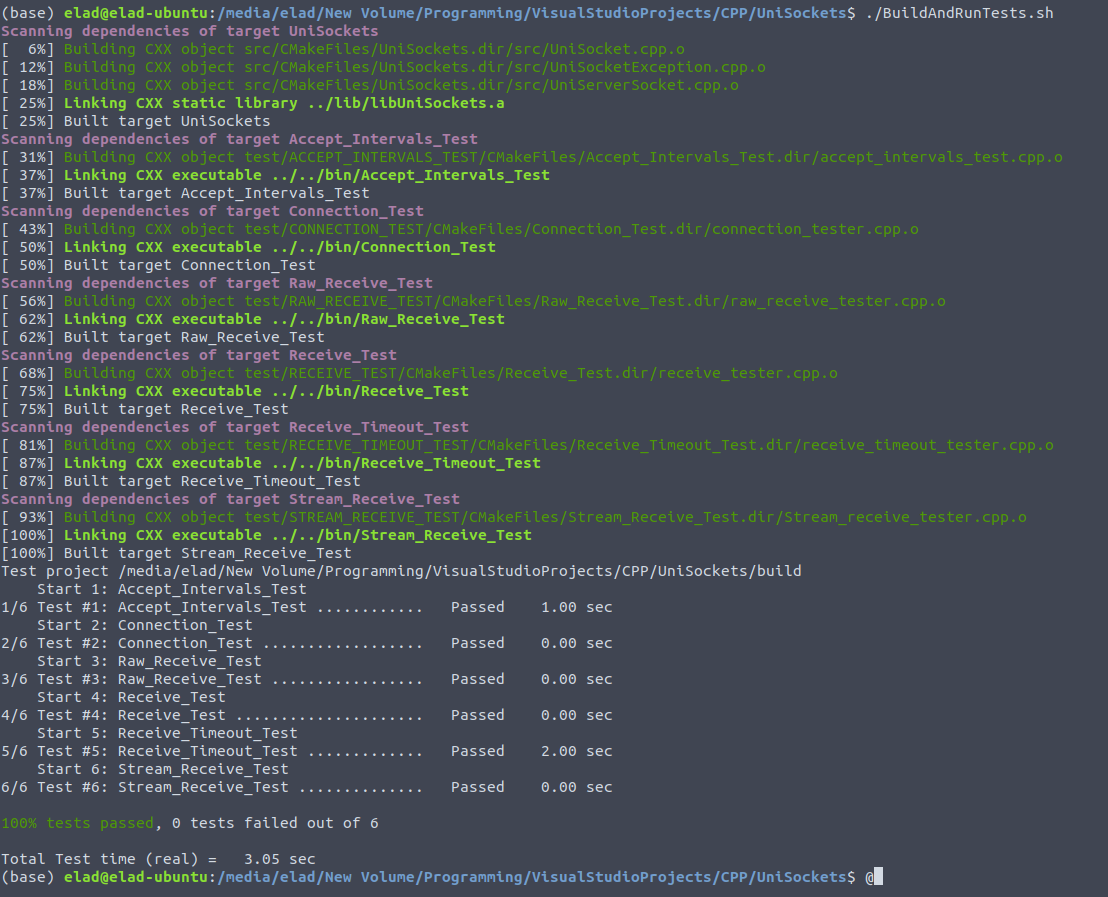 (base) elad@elad-ubuntu:/media/elad/New Volume/Programming/VisualStudioProjects/CPP/UniSockets$ ./BuildAndRunTests.sh
Scanning dependencies of target UniSockets
[  6%] Building CXX object src/CMakeFiles/UniSockets.dir/src/UniSocket.cpp.o
[ 12%] Building CXX object src/CMakeFiles/UniSockets.dir/src/UniSocketException.cpp.o
[ 18%] Building CXX object src/CMakeFiles/UniSockets.dir/src/UniServerSocket.cpp.o
[ 25%] Linking CXX static library ../lib/libUniSockets.a
[ 25%] Built target UniSockets
Scanning dependencies of target Accept_Intervals_Test
[ 31%] Building CXX object test/ACCEPT_INTERVALS_TEST/CMakeFiles/Accept_Intervals_Test.dir/accept_intervals_test.cpp.o
[ 37%] Linking CXX executable ../../bin/Accept_Intervals_Test
[ 37%] Built target Accept_Intervals_Test
Scanning dependencies of target Connection_Test
[ 43%] Building CXX object test/CONNECTION_TEST/CMakeFiles/Connection_Test.dir/connection_tester.cpp.o
[ 50%] Linking CXX executable ../../bin/Connection_Test
[ 50%] Built target Connection_Test
Scanning dependencies of target Raw_Receive_Test
[ 56%] Building CXX object test/RAW_RECEIVE_TEST/CMakeFiles/Raw_Receive_Test.dir/raw_receive_tester.cpp.o
[ 62%] Linking CXX executable ../../bin/Raw_Receive_Test
[ 62%] Built target Raw_Receive_Test
Scanning dependencies of target Receive_Test
[ 68%] Building CXX object test/RECEIVE_TEST/CMakeFiles/Receive_Test.dir/receive_tester.cpp.o
[ 75%] Linking CXX executable ../../bin/Receive_Test
[ 75%] Built target Receive_Test
Scanning dependencies of target Receive_Timeout_Test
[ 81%] Building CXX object test/RECEIVE_TIMEOUT_TEST/CMakeFiles/Receive_Timeout_Test.dir/receive_timeout_tester.cpp.o
[ 87%] Linking CXX executable ../../bin/Receive_Timeout_Test
[ 87%] Built target Receive_Timeout_Test
Scanning dependencies of target Stream_Receive_Test
[ 93%] Building CXX object test/STREAM_RECEIVE_TEST/CMakeFiles/Stream_Receive_Test.dir/Stream_receive_tester.cpp.o
[100%] Linking CXX executable ../../bin/Stream_Receive_Test
[100%] Built target Stream_Receive_Test
Test project /media/elad/New Volume/Programming/VisualStudioProjects/CPP/UniSockets/build
    Start 1: Accept_Intervals_Test
1/6 Test #1: Accept_Intervals_Test ............   Passed    1.00 sec
    Start 2: Connection_Test
2/6 Test #2: Connection_Test ..................   Passed    0.00 sec
    Start 3: Raw_Receive_Test
3/6 Test #3: Raw_Receive_Test .................   Passed    0.00 sec
    Start 4: Receive_Test
4/6 Test #4: Receive_Test .....................   Passed    0.00 sec
    Start 5: Receive_Timeout_Test
5/6 Test #5: Receive_Timeout_Test .............   Passed    2.00 sec
    Start 6: Stream_Receive_Test
6/6 Test #6: Stream_Receive_Test ..............   Passed    0.00 sec

100% tests passed, 0 tests failed out of 6

Total Test time (real) =   3.05 sec
(base) elad@elad-ubuntu:/media/elad/New Volume/Programming/VisualStudioProjects/CPP/UniSockets$ @